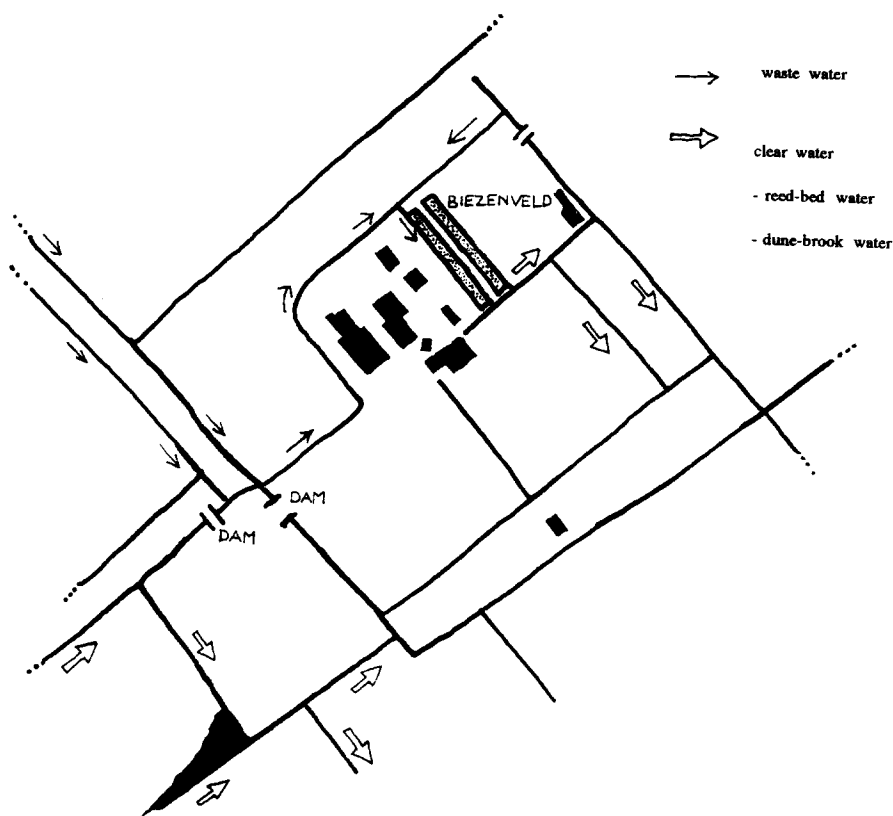 waste water
clear water
- reed-bed water
- dune-brook water
BIEZENVELD
DAM
DAM